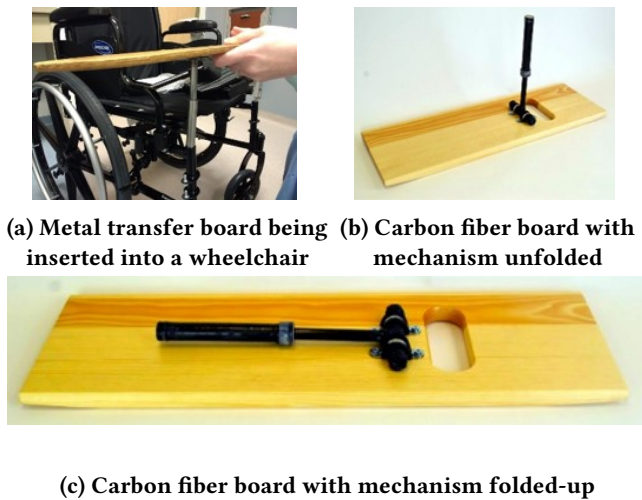 (a) Metal transfer board being
inserted into a wheelchair
(b) Carbon fiber board with
mechanism unfolded
(c) Carbon fiber board with mechanism folded-up